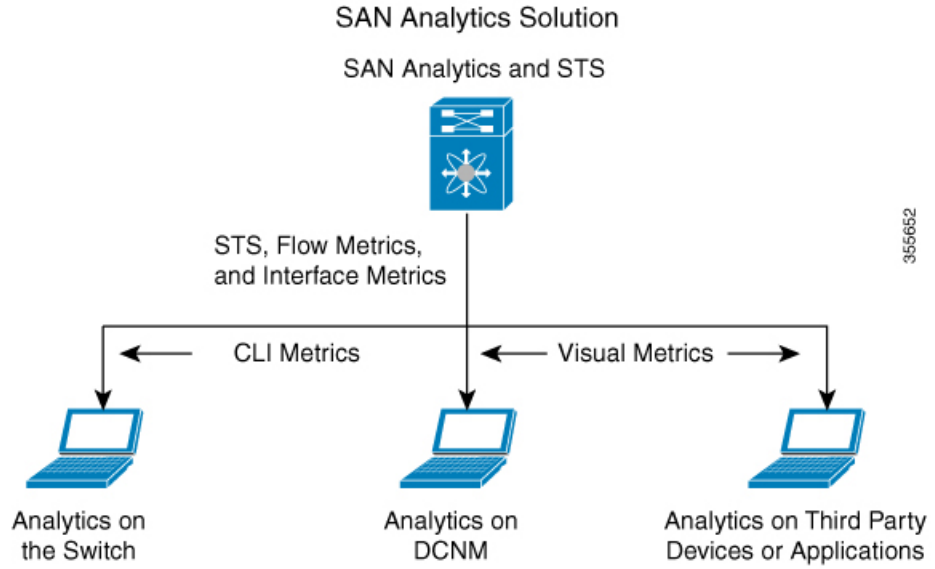 SAN Analytics Solution
SAN Analytics and STS
STS, Flow Metrics,
and Interface Metrics
355652
CLI Metrics
Visual Metrics
Analytics on
the Switch
Analytics on
DCNM
Analytics on Third Party
Devices or Applications